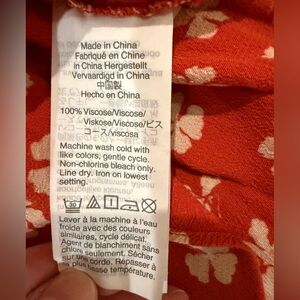 Made in China
Fabriqué en Chine
in China Hergestellt
Vervaardigd in China
中国製
Hecho en China
100% Viscose/Viscose/
Viskose/Viscose/ビス
コース/viscosa
Machine wash cold with
like colors, gentle cycle.
Non-chlorine bleach only.
Line dry. Iron on lowest
setting.
30
Laver à la machine à l'eau
froide avec des couleurs
similaires, cycle délicat.
Agent de blanchiment sans
chlore seulement. Sécher
sur une corde. Repasser à
la plus basse température.